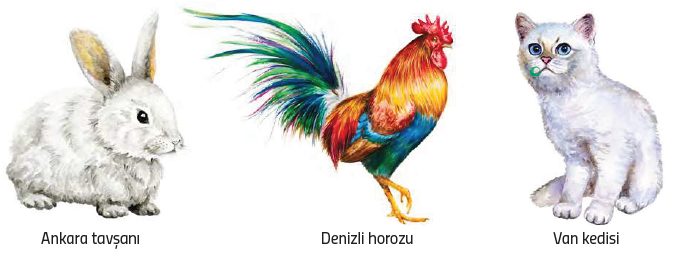 Ankara tavşanı
Denizli horozu
Van kedisi